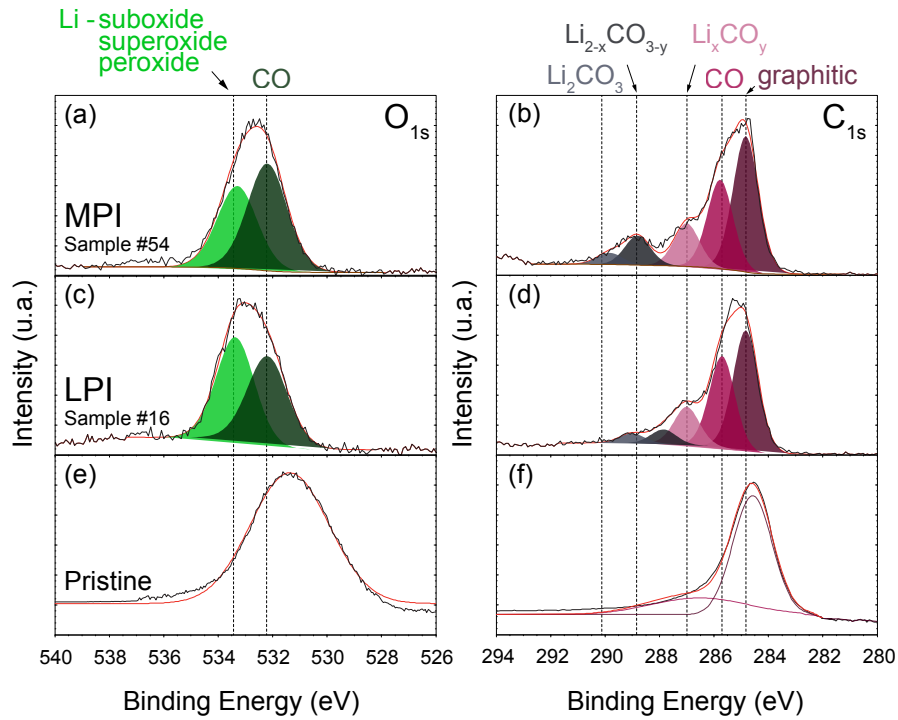 Li - suboxide
superoxide
peroxide
CO
Li₂₋ₓCO₃₋ᵧ
LiₓCOᵧ
Li₂CO₃
CO
graphitic
(a)
O₁ₛ
MPI
Sample #54
(b)
C₁ₛ
(c)
LPI
Sample #16
(d)
(e)
Pristine
(f)
Intensity (u.a.)
Intensity (u.a.)
540 538 536 534 532 530 528 526
294 292 290 288 286 284 282 280
Binding Energy (eV)
Binding Energy (eV)